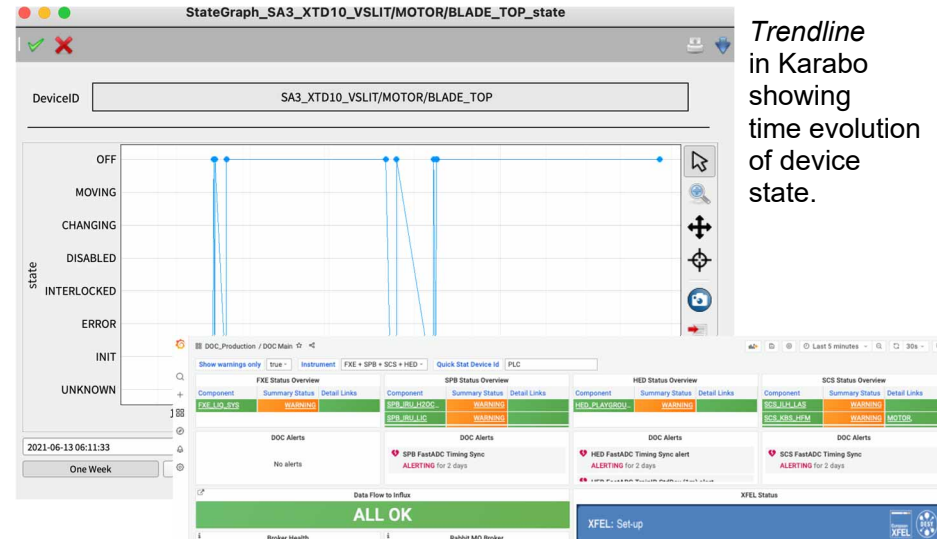 StateGraph_SA3_XTD10_VSLIT/MOTOR/BLADE_TOP_state
DeviceID
SA3_XTD10_VSLIT/MOTOR/BLADE_TOP
state
OFF
MOVING
CHANGING
DISABLED
INTERLOCKED
ERROR
INIT
UNKNOWN
2021-06-13 06:11:33
One Week
Trendline
in Karabo
showing
time evolution
of device
state.
DOC_Production / DOC Main
Last 5 minutes
30s
Show warnings only true Instrument FXE + SPB + SCS + HED Quick Stat Device Id PLC
FXE Status Overview
Component Summary Status Detail Links
FXE_LIQ_SYS WARNING
DOC Alerts
No alerts
SPB Status Overview
Component Summary Status Detail Links
SPB_IRU_H2OC... WARNING
SPB_IRU_LIC WARNING
DOC Alerts
SPB FastADC Timing Sync
ALERTING for 2 days
HED Status Overview
Component Summary Status Detail Links
HED_PLAYGROU... WARNING
DOC Alerts
HED FastADC Timing Sync alert
ALERTING for 2 days
SCS Status Overview
Component Summary Status Detail Links
SCS_ILH_LAS WARNING
SCS_KBS_HFM WARNING MOTOR,
DOC Alerts
SCS FastADC Timing Sync
ALERTING for 2 days
Data Flow to Influx
ALL OK
XFEL Status
XFEL: Set-up
European
XFEL
DESY
Broker Health
Rabbit MQ Broker